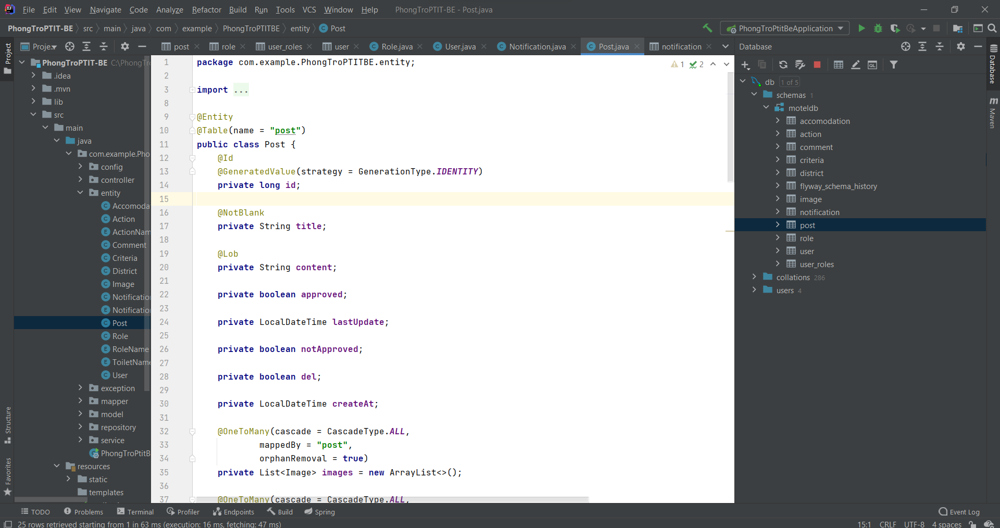 File Edit View Navigate Code Analyze Refactor Build Run Tools VCS Window Help PhongTroPTIT-BE - Post.java
PhongTroPTIT-BE src main java com example PhongTroPTITBE entity Post PhongTroPtitBeApplication
Project
Structure
Favorites
Proje...
PhongTroPTIT-BE C:\PhongTr
.idea
.mvn
lib
src
main
java
com.example.Pho
config
controller
entity
Accomoda
Action
ActionNam
Comment
Criteria
District
Image
Notificatio
Notificatio
Post
Role
RoleName
ToiletName
User
exception
mapper
model
repository
service
PhongTroPtitB
resources
static
templates
post role user_roles user Role.java User.java Notification.java Post.java notification
1 package com.example.PhongTroPTITBE.entity; 1 2
2
3 import ...
8
9 @Entity
10 @Table(name = "post")
11 public class Post {
12 @Id
13 @GeneratedValue(strategy = GenerationType.IDENTITY)
14 private long id;
15
16 @NotBlank
17 private String title;
18
19 @Lob
20 private String content;
21
22 private boolean approved;
23
24 private LocalDateTime lastUpdate;
25
26 private boolean notApproved;
27
28 private boolean del;
29
30 private LocalDateTime createAt;
31
32 @OneToMany(cascade = CascadeType.ALL,
33 mappedBy = "post",
34 orphanRemoval = true)
35 private List<Image> images = new ArrayList<>();
36
37 @OneToMany(cascade = CascadeType.ALL,
Database
QL
db 1 of 5
schemas 1
moteldb
accomodation
action
comment
criteria
district
flyway_schema_history
image
notification
post
role
user
user_roles
collations 286
users 4
Database
m Maven
TODO Problems Terminal Profiler Endpoints Build Spring Event Log
25 rows retrieved starting from 1 in 63 ms (execution: 16 ms, fetching: 47 ms) 15:1 CRLF UTF-8 4 spaces